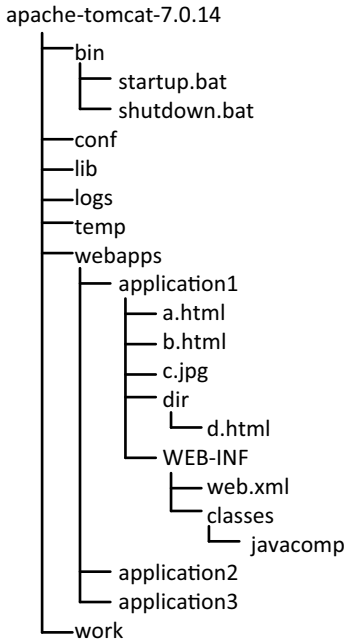 apache-tomcat-7.0.14
bin
startup.bat
shutdown.bat
conf
lib
logs
temp
webapps
application1
a.html
b.html
c.jpg
dir
d.html
WEB-INF
web.xml
classes
javacomp
application2
application3
work